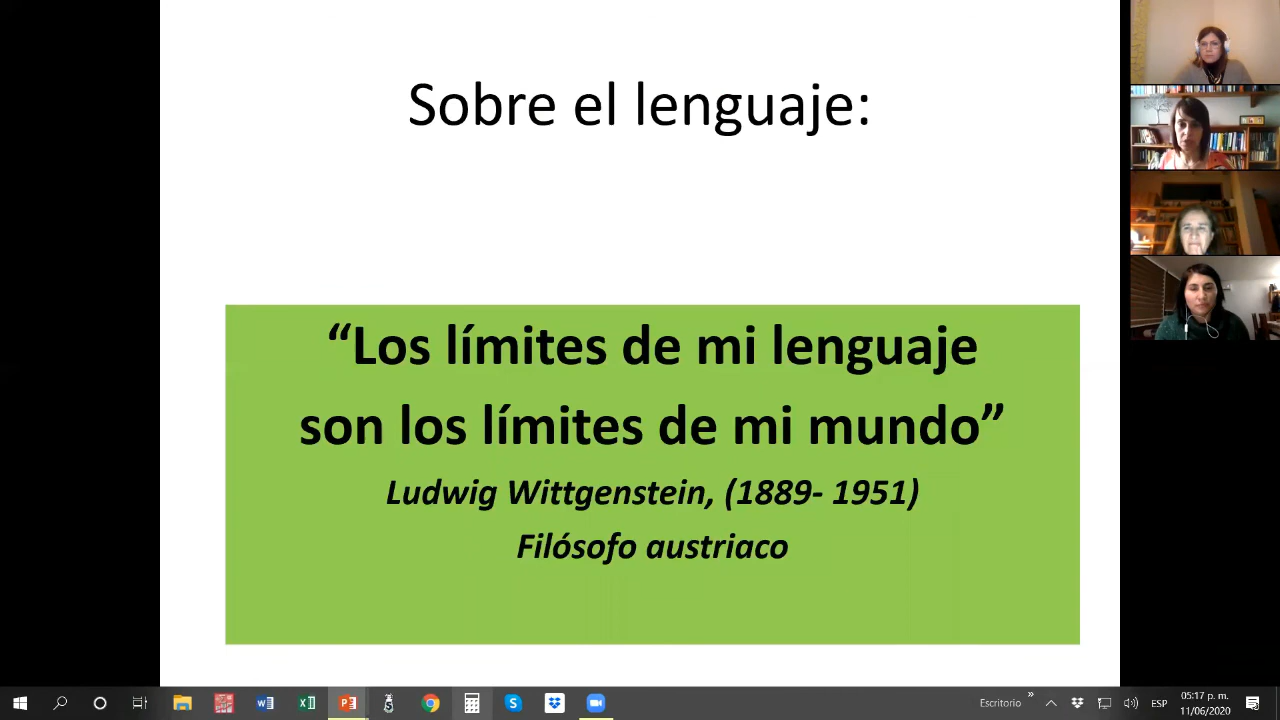 Sobre el lenguaje:
“Los límites de mi lenguaje
son los límites de mi mundo”
Ludwig Wittgenstein, (1889- 1951)
Filósofo austriaco
Escritorio
»
ESP
05:17 p. m.
11/06/2020